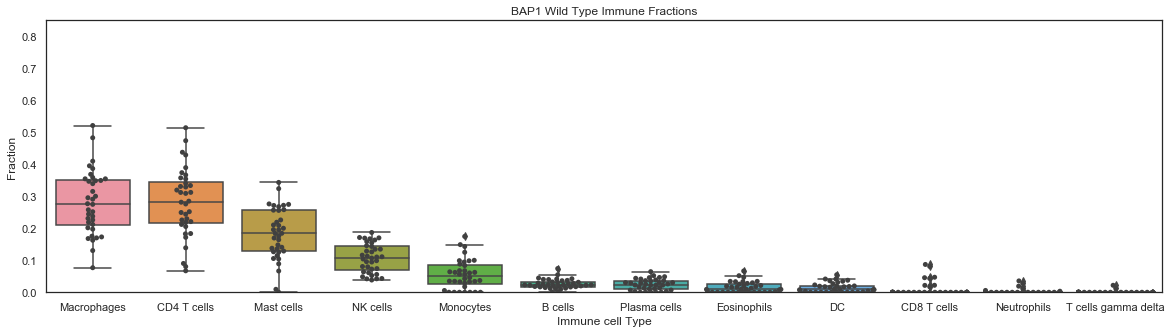 BAP1 Wild Type Immune Fractions
Fraction
0.8
0.7
0.6
0.5
0.4
0.3
0.2
0.1
0.0
Macrophages CD4 T cells Mast cells NK cells Monocytes B cells Plasma cells Eosinophils DC CD8 T cells Neutrophils T cells gamma delta
Immune cell Type